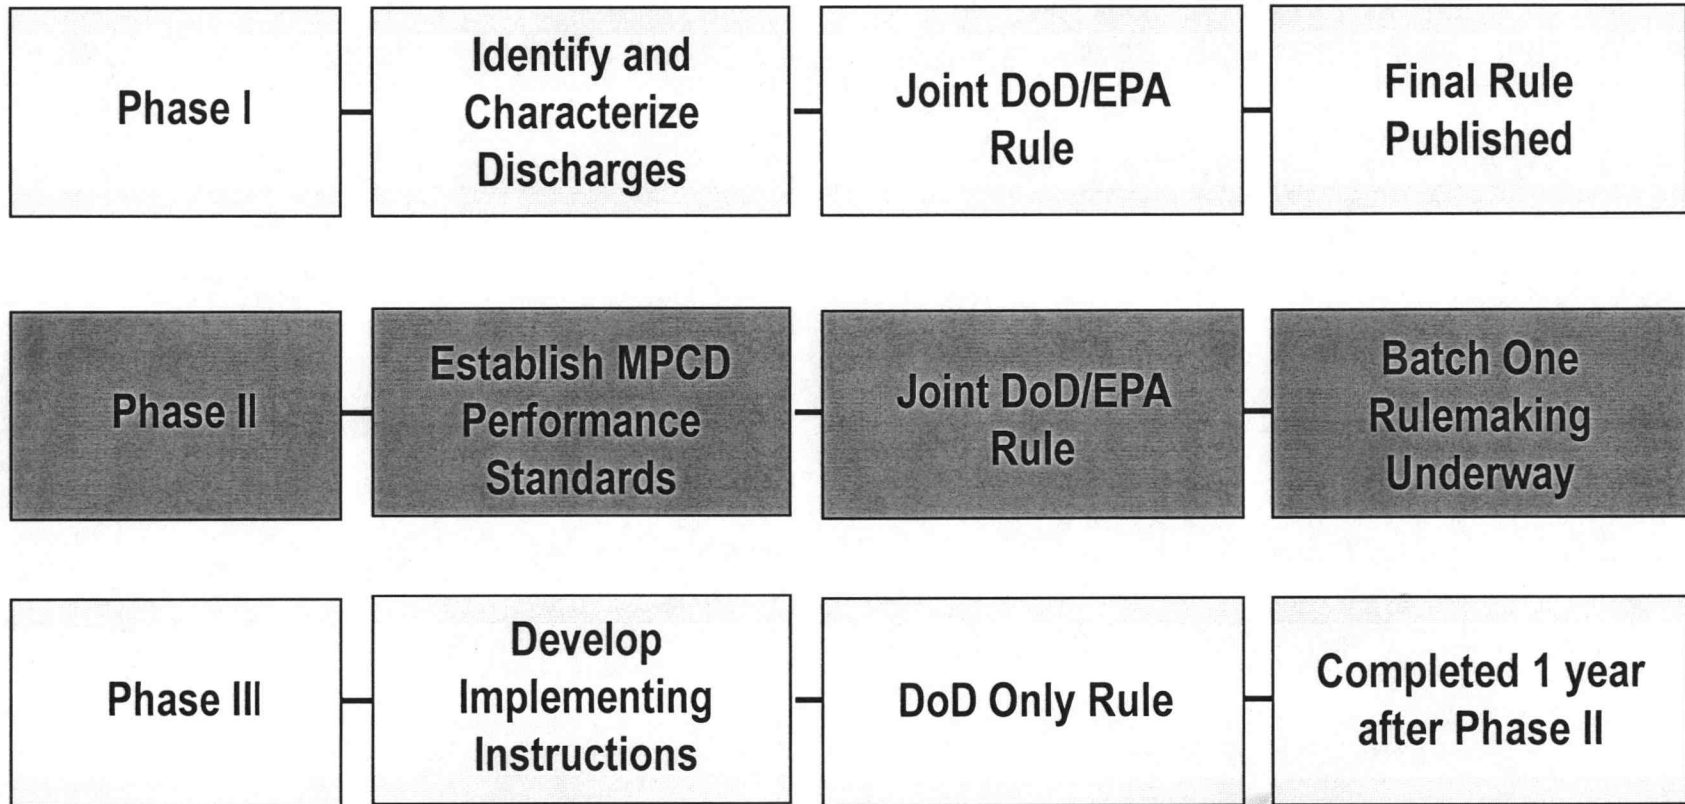 Phase I
Identify and
Characterize
Discharges
Joint DoD/EPA
Rule
Final Rule
Published
Phase II
Establish MPCD
Performance
Standards
Joint DoD/EPA
Rule
Batch One
Rulemaking
Underway
Phase III
Develop
Implementing
Instructions
DoD Only Rule
Completed 1 year
after Phase II